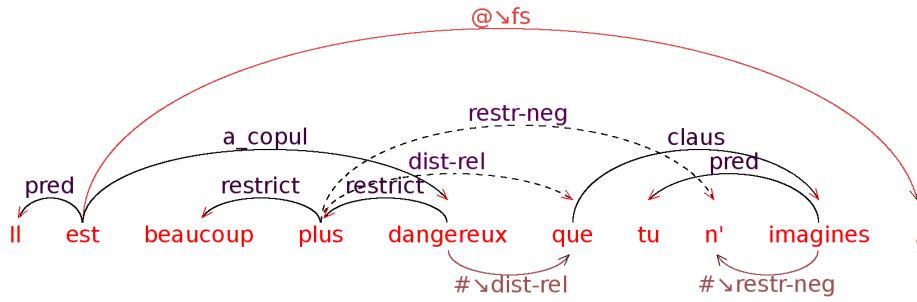 @↘fs
restr-neg
a_copul claus
dist-rel pred
pred restrict restrict
Il est beaucoup plus dangereux que tu n' imagines .
#↘dist-rel #↘restr-neg